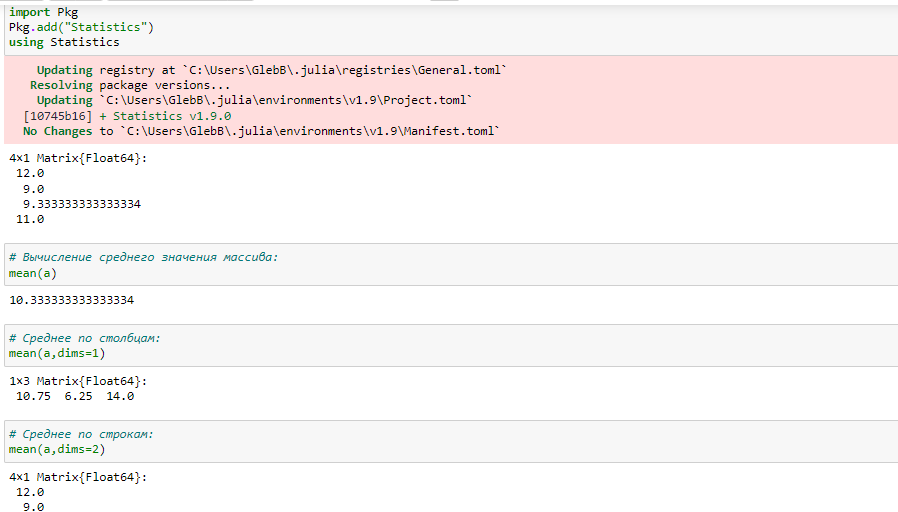 import Pkg
Pkg.add("Statistics")
using Statistics
Updating registry at `C:\Users\GlebB\.julia\registries\General.toml`
Resolving package versions...
Updating `C:\Users\GlebB\.julia\environments\v1.9\Project.toml`
[10745b16] + Statistics v1.9.0
No Changes to `C:\Users\GlebB\.julia\environments\v1.9\Manifest.toml`
4×1 Matrix{Float64}:
12.0
9.0
9.333333333333334
11.0
# Вычисление среднего значения массива:
mean(a)
10.333333333333334
# Среднее по столбцам:
mean(a,dims=1)
1×3 Matrix{Float64}:
10.75 6.25 14.0
# Среднее по строкам:
mean(a,dims=2)
4×1 Matrix{Float64}:
12.0
9.0